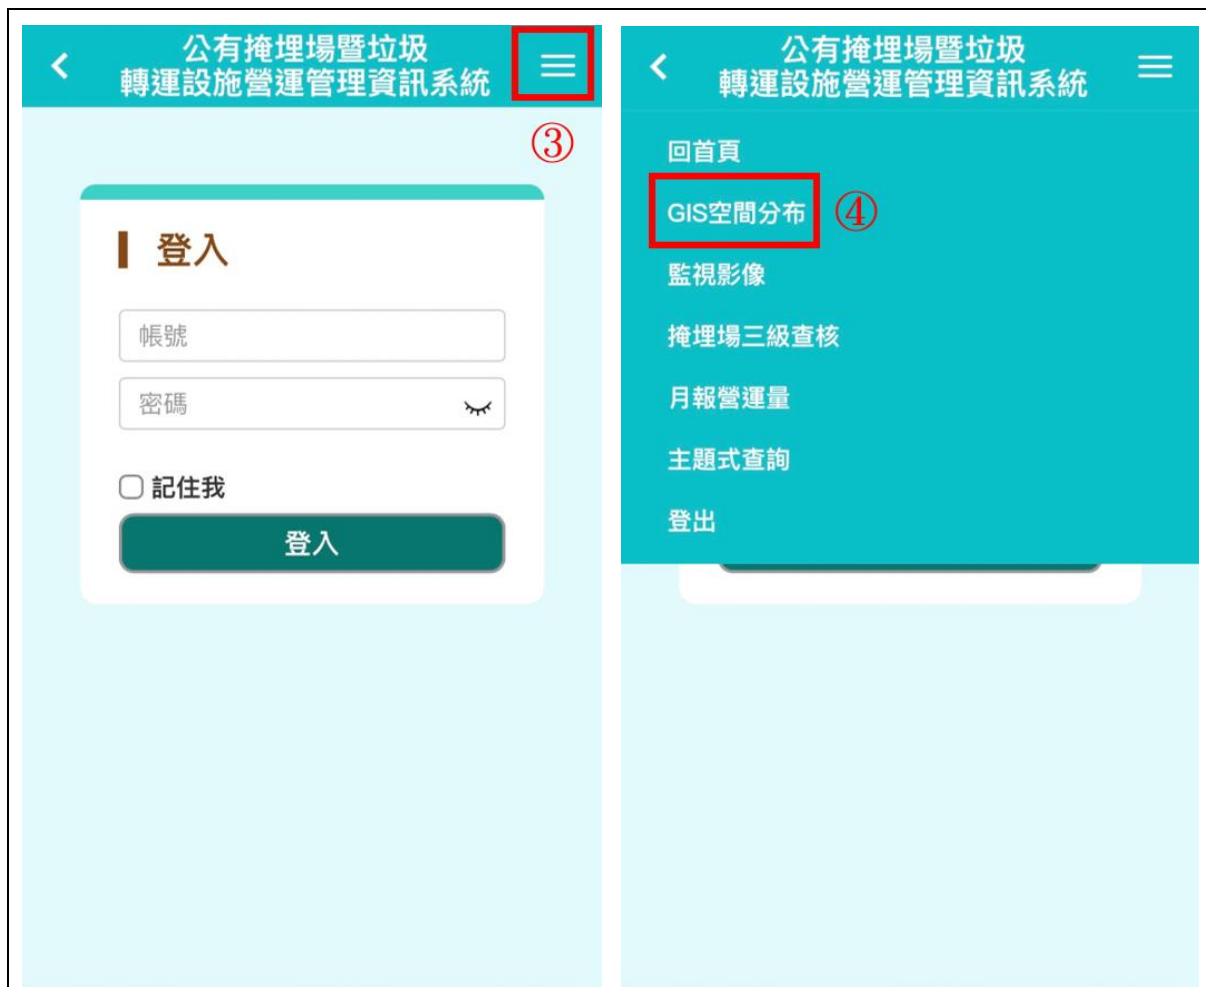 公有掩埋場暨垃圾
轉運設施營運管理資訊系統
③
登入
帳號
密碼
記住我
登入
公有掩埋場暨垃圾
轉運設施營運管理資訊系統
回首頁
GIS空間分布
④
監視影像
掩埋場三級查核
月報營運量
主題式查詢
登出